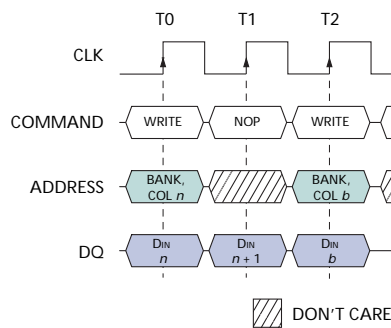 T0 T1 T2
CLK
COMMAND WRITE NOP WRITE
ADDRESS BANK, COL n BANK, COL b
DQ DIN n DIN n + 1 DIN b
DON'T CARE